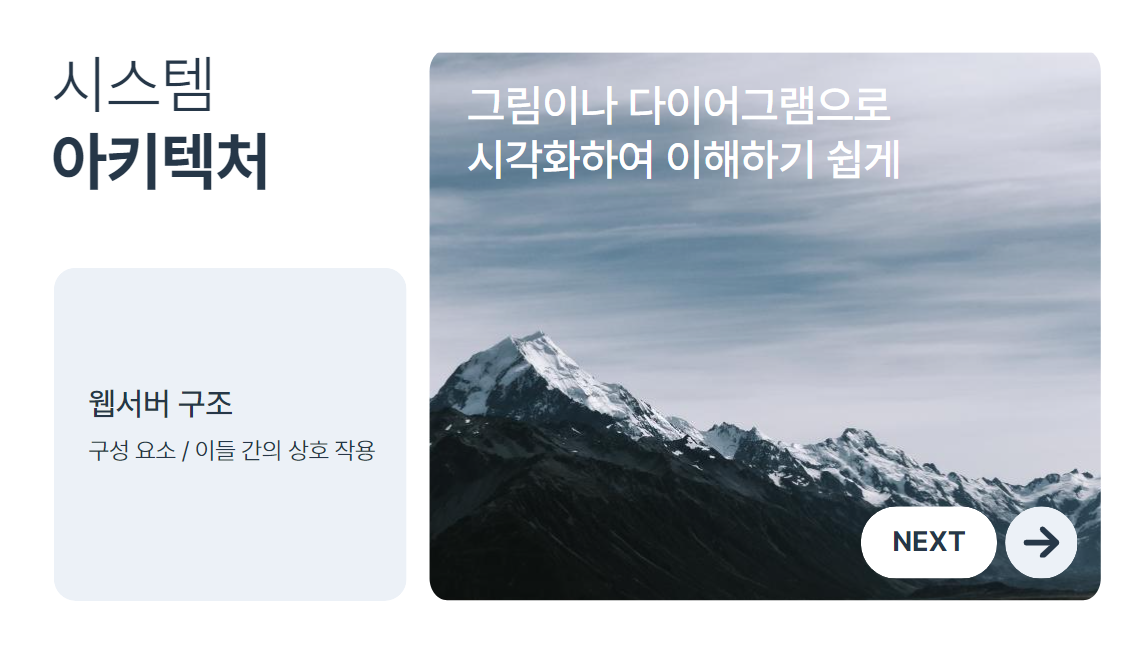 시스템
아키텍처
그림이나 다이어그램으로
시각화하여 이해하기 쉽게
웹서버 구조
구성 요소 / 이들 간의 상호 작용
NEXT